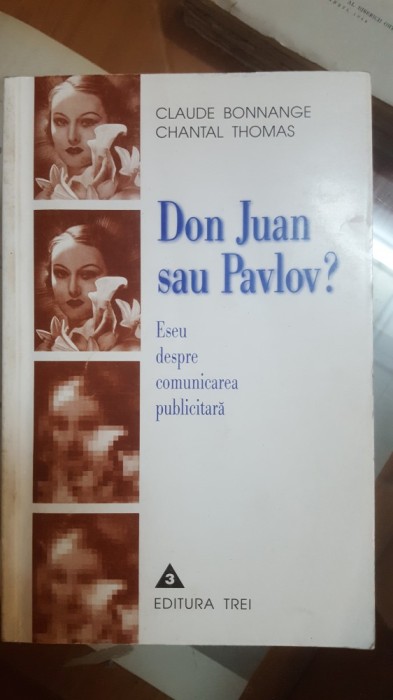 CLAUDE BONNANGE
CHANTAL THOMAS
Don Juan
sau Pavlov?
Eseu
despre
comunicarea
publicitară
3
EDITURA TREI